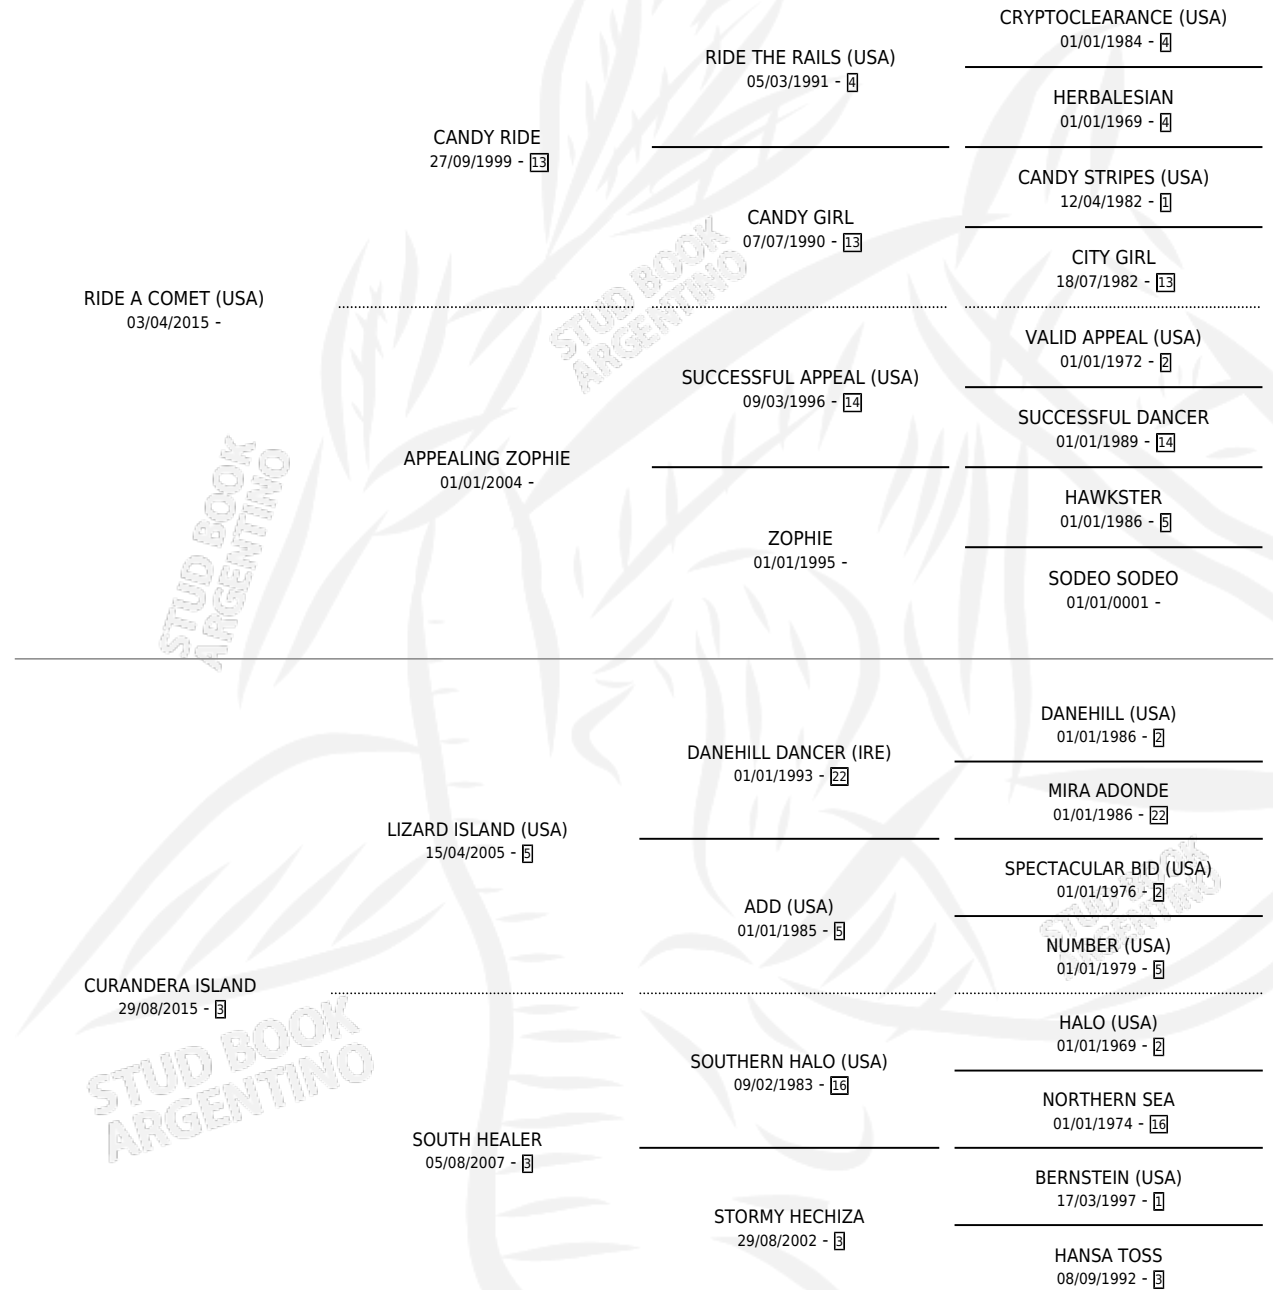 CRYPTOCLEARANCE (USA)
01/01/1984 - 4
RIDE THE RAILS (USA)
05/03/1991 - 4
HERBALESIAN
01/01/1969 - 4
CANDY RIDE
27/09/1999 - 13
CANDY STRIPES (USA)
12/04/1982 - 1
CANDY GIRL
07/07/1990 - 13
CITY GIRL
18/07/1982 - 13
RIDE A COMET (USA)
03/04/2015 -
VALID APPEAL (USA)
01/01/1972 - 2
SUCCESSFUL APPEAL (USA)
09/03/1996 - 14
SUCCESSFUL DANCER
01/01/1989 - 14
APPEALING ZOPHIE
01/01/2004 -
HAWKSTER
01/01/1986 - 5
ZOPHIE
01/01/1995 -
SODEO SODEO
01/01/0001 -
STUD BOOK
ARGENTINO
STUD BOOK
ARGENTINO
DANEHILL (USA)
01/01/1986 - 2
DANEHILL DANCER (IRE)
01/01/1993 - 22
MIRA ADONDE
01/01/1986 - 22
LIZARD ISLAND (USA)
15/04/2005 - 5
SPECTACULAR BID (USA)
01/01/1976 - 2
ADD (USA)
01/01/1985 - 5
NUMBER (USA)
01/01/1979 - 5
CURANDERA ISLAND
29/08/2015 - 3
HALO (USA)
01/01/1969 - 2
SOUTHERN HALO (USA)
09/02/1983 - 16
NORTHERN SEA
01/01/1974 - 16
SOUTH HEALER
05/08/2007 - 3
BERNSTEIN (USA)
17/03/1997 - 1
STORMY HECHIZA
29/08/2002 - 3
HANSA TOSS
08/09/1992 - 3
STUD BOOK
ARGENTINO
STUD BOOK
ARGENTINO